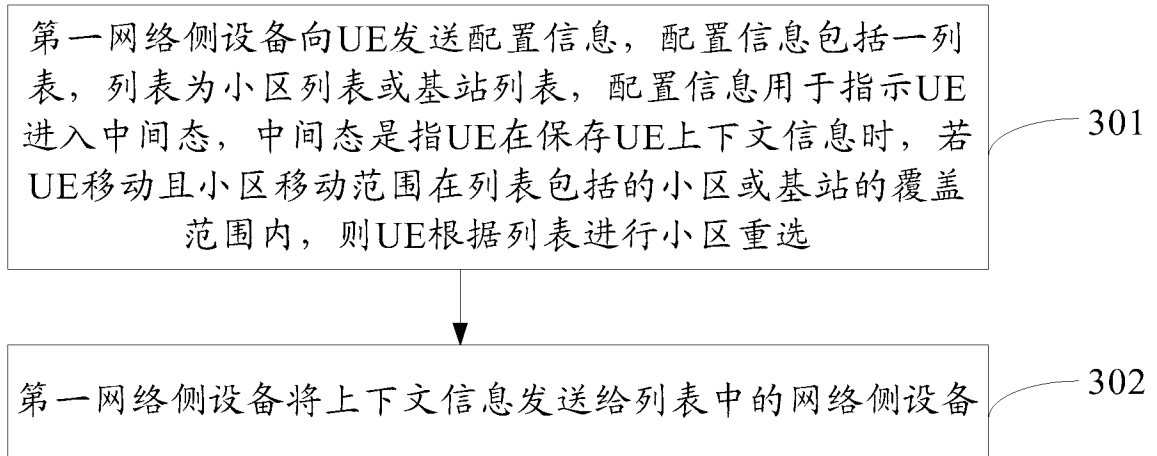 第一网络侧设备向UE发送配置信息，配置信息包括一列
表，列表为小区列表或基站列表，配置信息用于指示UE
进入中间态，中间态是指UE在保存UE上下文信息时，若
UE移动且小区移动范围在列表包括的小区或基站的覆盖
范围内，则UE根据列表进行小区重选
301
第一网络侧设备将上下文信息发送给列表中的网络侧设备
302